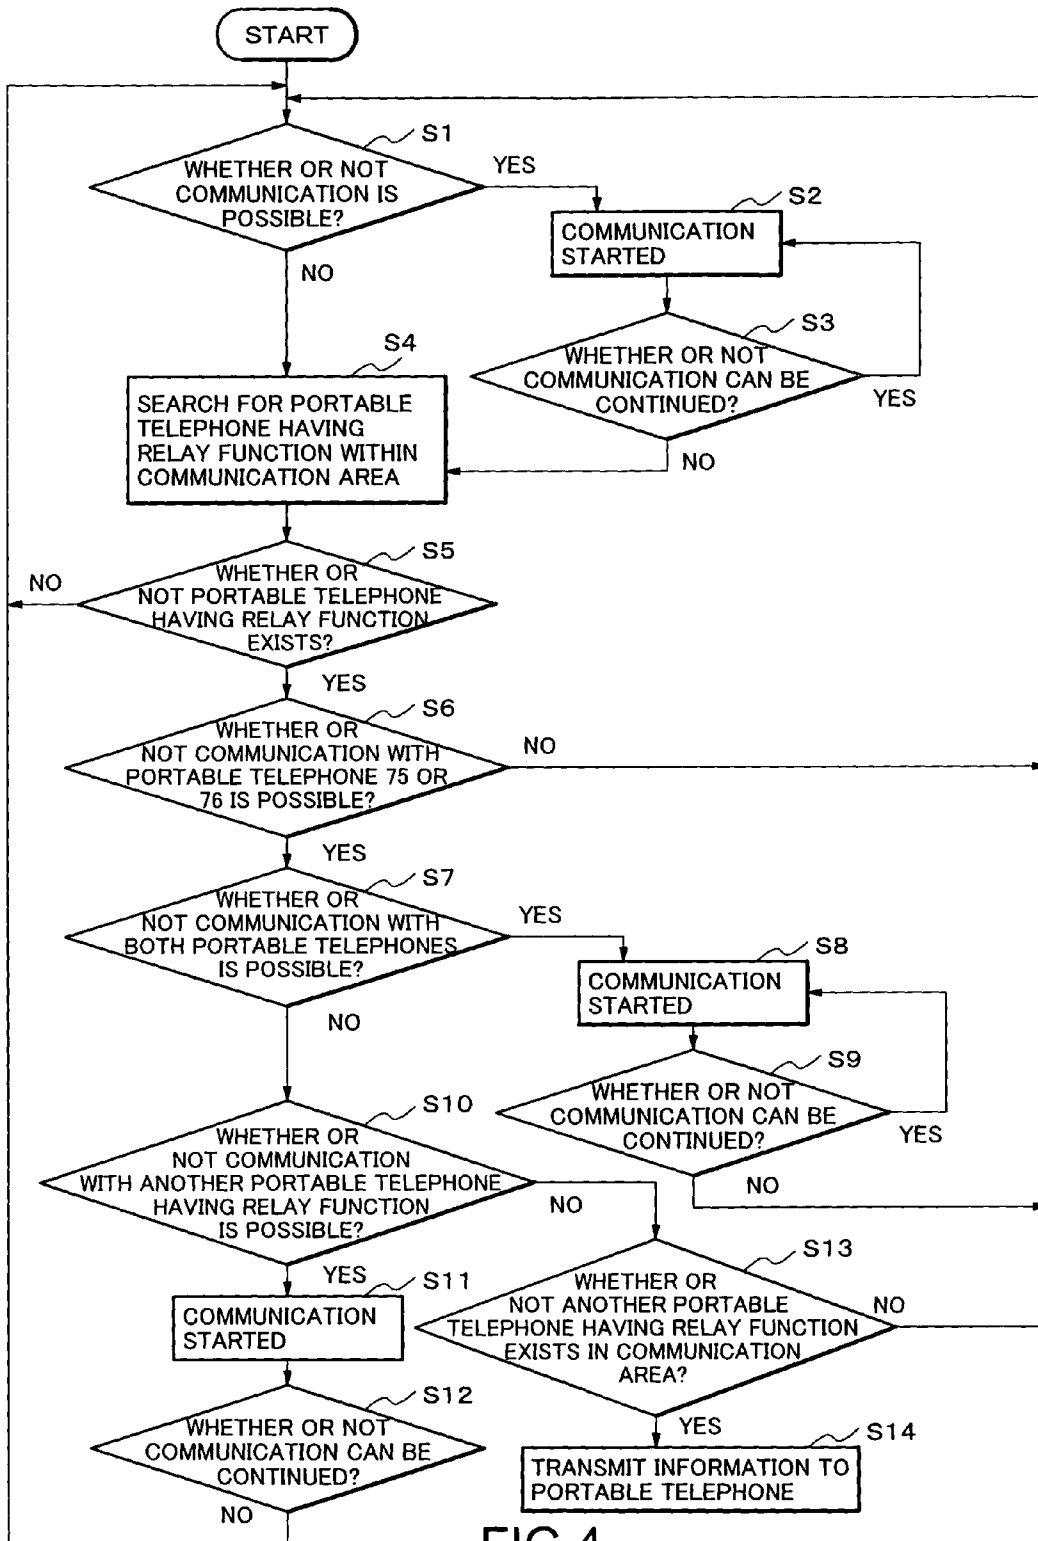 START
S1
WHETHER OR NOT
COMMUNICATION IS
POSSIBLE?
YES
NO
S2
COMMUNICATION
STARTED
S3
WHETHER OR NOT
COMMUNICATION CAN BE
CONTINUED?
YES
NO
S4
SEARCH FOR PORTABLE
TELEPHONE HAVING
RELAY FUNCTION WITHIN
COMMUNICATION AREA
S5
WHETHER OR
NOT PORTABLE TELEPHONE
HAVING RELAY FUNCTION
EXISTS?
NO
YES
S6
WHETHER OR
NOT COMMUNICATION WITH
PORTABLE TELEPHONE 75 OR
76 IS POSSIBLE?
NO
YES
S7
WHETHER OR
NOT COMMUNICATION WITH
BOTH PORTABLE TELEPHONES
IS POSSIBLE?
YES
NO
S8
COMMUNICATION
STARTED
S9
WHETHER OR NOT
COMMUNICATION CAN BE
CONTINUED?
YES
NO
S10
WHETHER OR
NOT COMMUNICATION
WITH ANOTHER PORTABLE TELEPHONE
HAVING RELAY FUNCTION
IS POSSIBLE?
NO
YES
S11
COMMUNICATION
STARTED
S12
WHETHER OR NOT
COMMUNICATION CAN BE
CONTINUED?
NO
S13
WHETHER OR
NOT ANOTHER PORTABLE
TELEPHONE HAVING RELAY FUNCTION
EXISTS IN COMMUNICATION
AREA?
NO
YES
S14
TRANSMIT INFORMATION TO
PORTABLE TELEPHONE
FIG.4